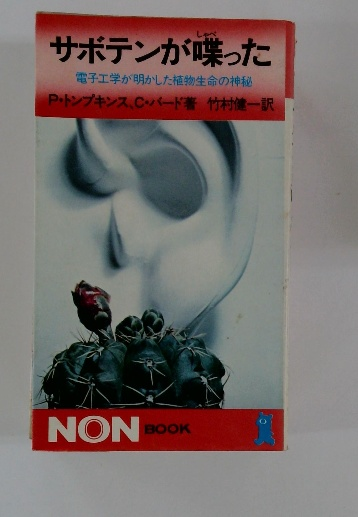 しゃべ
サボテンが喋った
電子工学が明かした植物生命の神秘
P・トンプキンス、C・バード著 竹村健一訳
NON BOOK